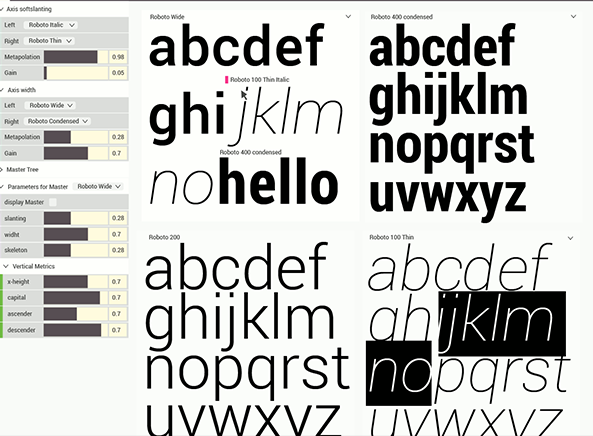 Axis softslanting
Left Roboto Italic
Right Roboto Thin
Metapolation 0.98
Gain 0.05
Axis width
Left Roboto Wide
Right Roboto Condensed
Metapolation 0.28
Gain 0.7
Master Tree
Parameters for Master Roboto Wide
display Master
slanting 0.28
widht 0.7
skeleton 0.28
Vertical Metrics
x-height 0.7
capital 0.7
ascender 0.7
descender 0.7
Roboto Wide
abcdef
Roboto 100 Thin Italic
ghi jklm
Roboto 400 condensed
nohello
Roboto 400 condensed
abcdef
ghijklm
nopqrst
uvwxyz
Roboto 200
abcdef
ghijklm
nopqrst
uvwxyz
Roboto 100 Thin
abcdef
ghijklm
nopqrst
uvwxyz